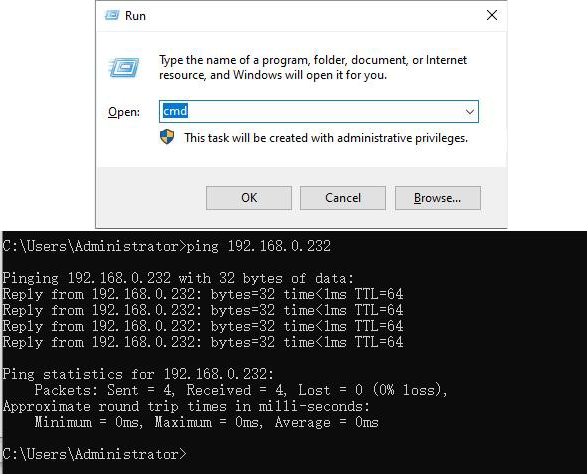 Run
Type the name of a program, folder, document, or Internet
resource, and Windows will open it for you.
Open: cmd
This task will be created with administrative privileges.
OK Cancel Browse...
C:\Users\Administrator>ping 192.168.0.232
Pinging 192.168.0.232 with 32 bytes of data:
Reply from 192.168.0.232: bytes=32 time<1ms TTL=64
Reply from 192.168.0.232: bytes=32 time<1ms TTL=64
Reply from 192.168.0.232: bytes=32 time<1ms TTL=64
Reply from 192.168.0.232: bytes=32 time<1ms TTL=64
Ping statistics for 192.168.0.232:
Packets: Sent = 4, Received = 4, Lost = 0 (0% loss),
Approximate round trip times in milli-seconds:
Minimum = 0ms, Maximum = 0ms, Average = 0ms
C:\Users\Administrator>